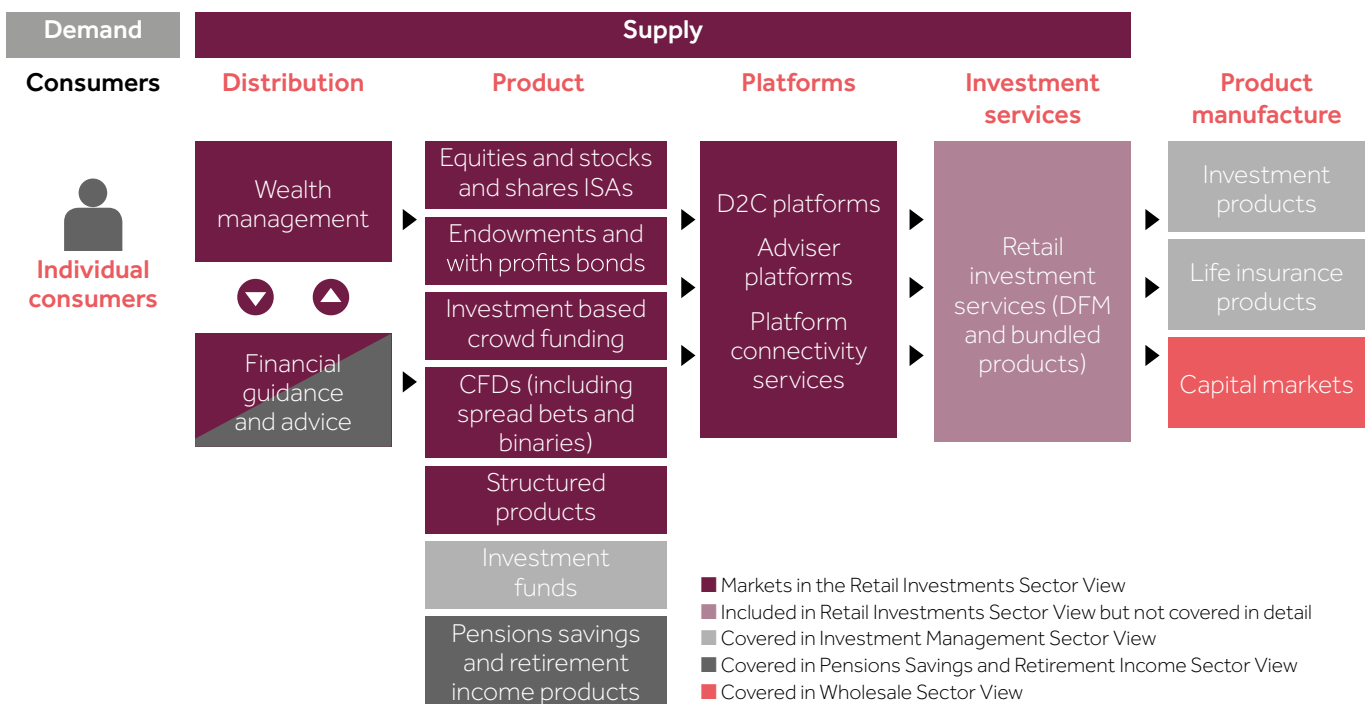 Demand
Supply
Consumers
Distribution
Product
Platforms
Investment
services
Product
manufacture
Individual
consumers
Wealth
management
Financial
guidance
and advice
Equities and stocks
and shares ISAs
Endowments and
with profits bonds
Investment based
crowd funding
CFDs (including
spread bets and
binaries)
Structured
products
Investment
funds
Pensions savings
and retirement
income products
D2C platforms
Adviser
platforms
Platform
connectivity
services
Retail
investment
services (DFM
and bundled
products)
Investment
products
Life insurance
products
Capital markets
Markets in the Retail Investments Sector View
Included in Retail Investments Sector View but not covered in detail
Covered in Investment Management Sector View
Covered in Pensions Savings and Retirement Income Sector View
Covered in Wholesale Sector View